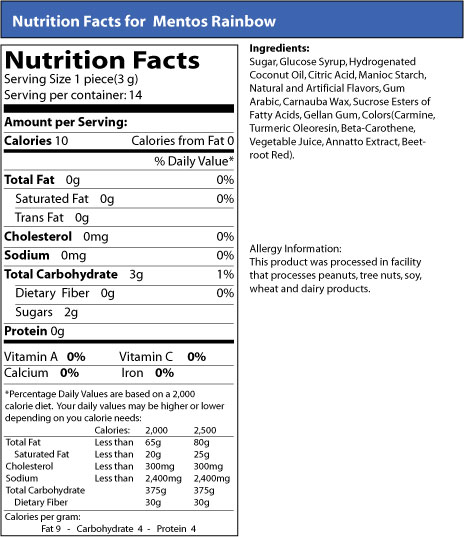 Nutrition Facts for Mentos Rainbow
Nutrition Facts
Serving Size 1 piece(3 g)
Serving per container: 14
Amount per Serving:
Calories 10 Calories from Fat 0
% Daily Value*
Total Fat 0g 0%
Saturated Fat 0g 0%
Trans Fat 0g
Cholesterol 0mg 0%
Sodium 0mg 0%
Total Carbohydrate 3g 1%
Dietary Fiber 0g 0%
Sugars 2g
Protein 0g
Vitamin A 0% Vitamin C 0%
Calcium 0% Iron 0%
*Percentage Daily Values are based on a 2,000
calorie diet. Your daily values may be higher or lower
depending on you calorie needs:
Calories: 2,000 2,500
Total Fat Less than 65g 80g
Saturated Fat Less than 20g 25g
Cholesterol Less than 300mg 300mg
Sodium Less than 2,400mg 2,400mg
Total Carbohydrate 375g 375g
Dietary Fiber 30g 30g
Calories per gram:
Fat 9 - Carbohydrate 4 - Protein 4
Ingredients:
Sugar, Glucose Syrup, Hydrogenated
Coconut Oil, Citric Acid, Manioc Starch,
Natural and Artificial Flavors, Gum
Arabic, Carnauba Wax, Sucrose Esters of
Fatty Acids, Gellan Gum, Colors(Carmine,
Turmeric Oleoresin, Beta-Carothene,
Vegetable Juice, Annatto Extract, Beet-
root Red).
Allergy Information:
This product was processed in facility
that processes peanuts, tree nuts, soy,
wheat and dairy products.